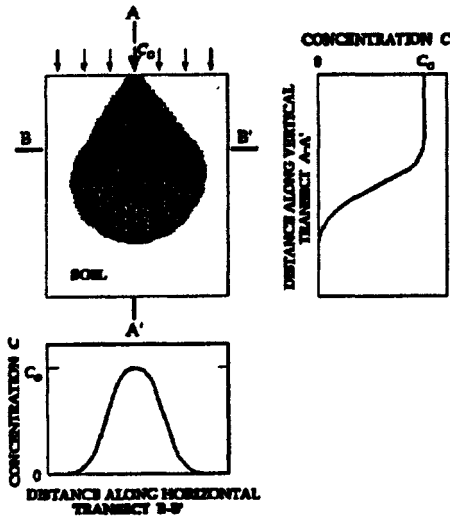 A
C₀
B
B'
SOIL
A'
CONCENTRATION C
0
C₀
DISTANCE ALONG VERTICAL
TRANSECT A-A'
CONCENTRATION C
C₀
0
DISTANCE ALONG HORIZONTAL
TRANSECT B-B'